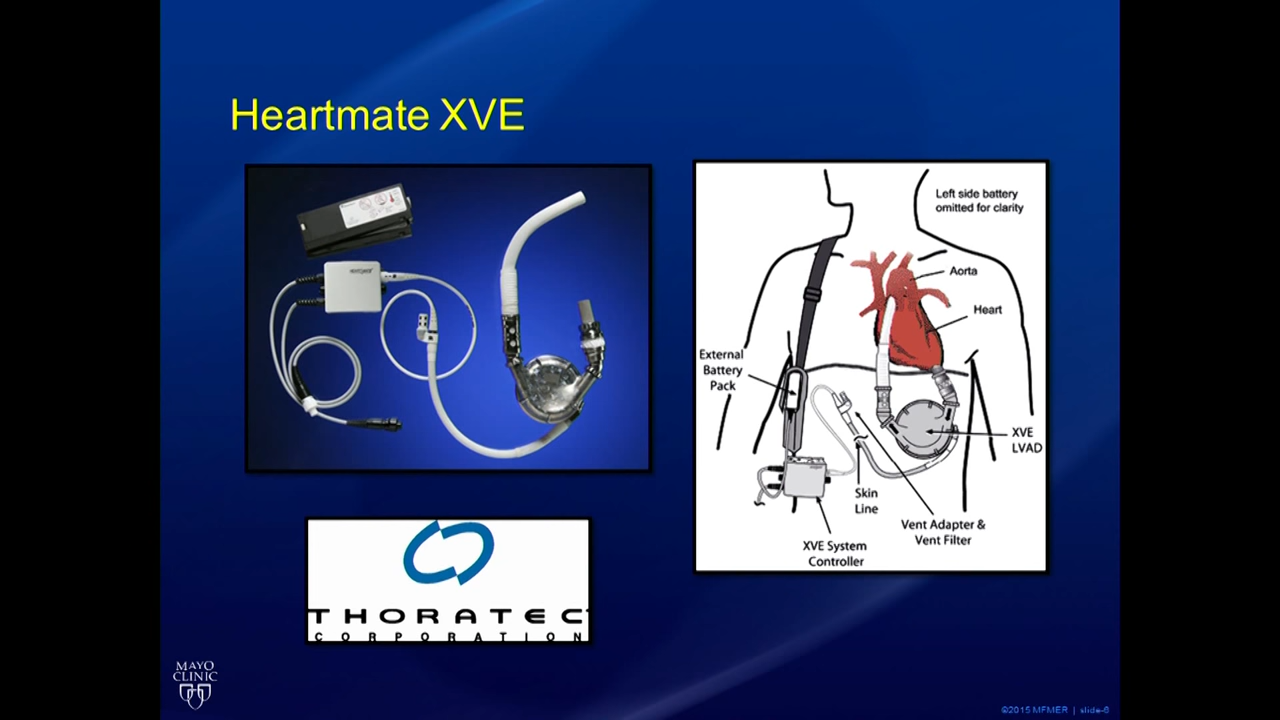 Heartmate XVE
Left side battery
omitted for clarity
Aorta
Heart
External
Battery
Pack
XVE
LVAD
Skin
Line
Vent Adapter &
Vent Filter
XVE System
Controller
THORATEC
CORPORATION
MAYO
CLINIC
©2015 MFMER | slide-8